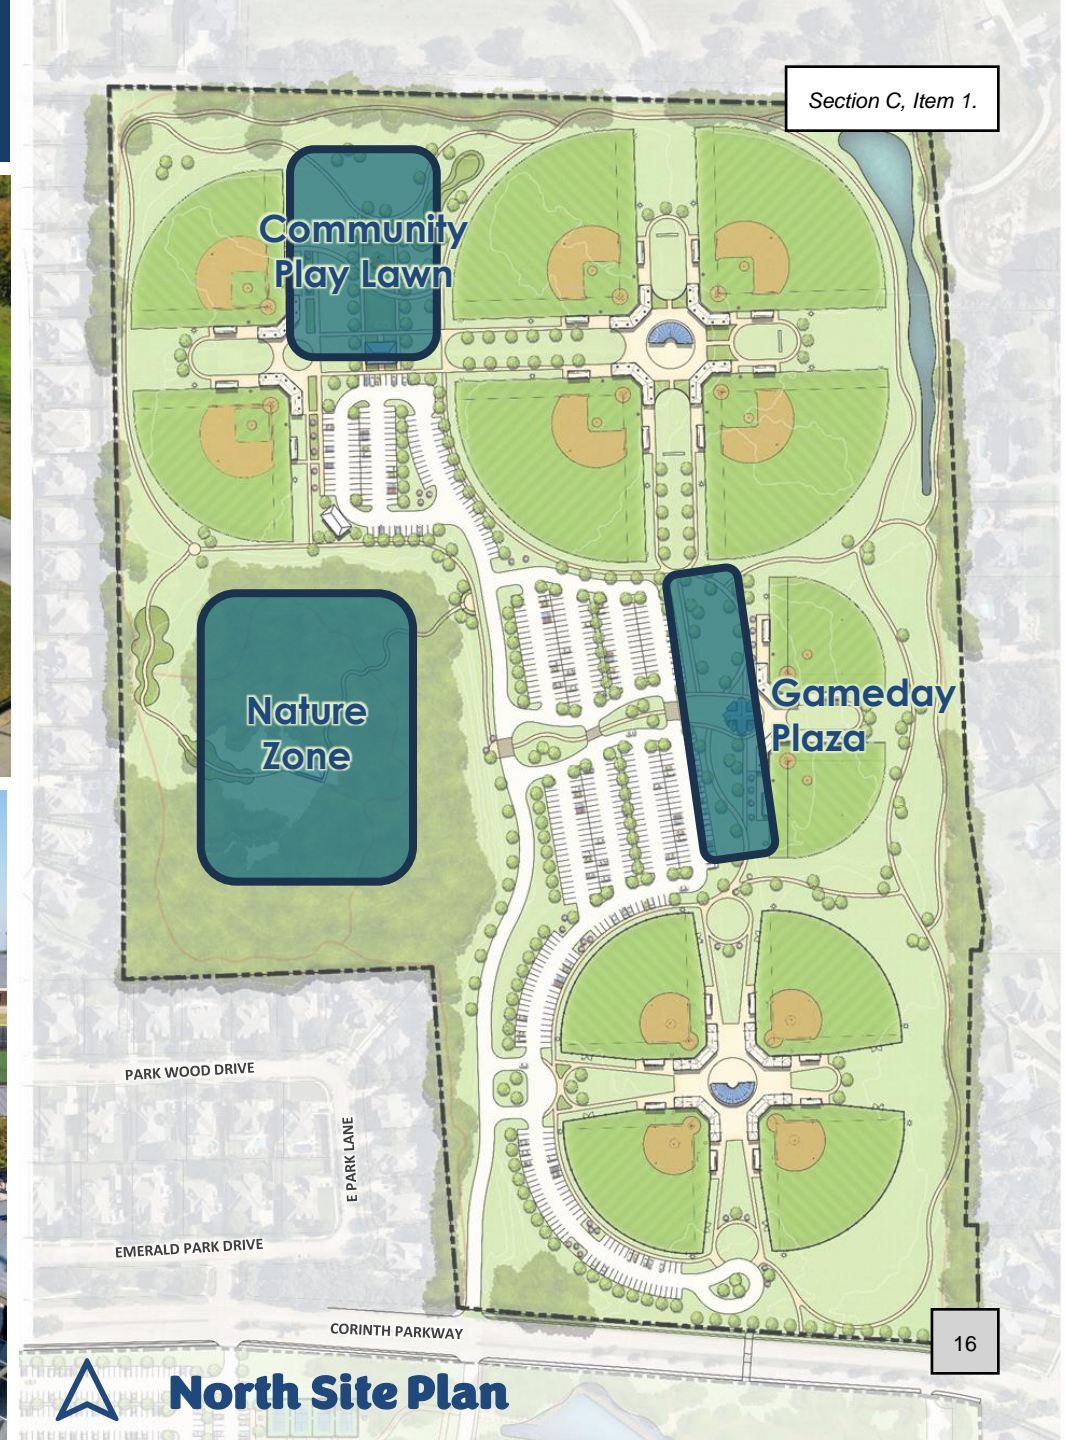 Section C, Item 1.
Community
Play Lawn
Nature
Zone
Gameday
Plaza
PARK WOOD DRIVE
E PARK LANE
EMERALD PARK DRIVE
CORINTH PARKWAY
16
North Site Plan